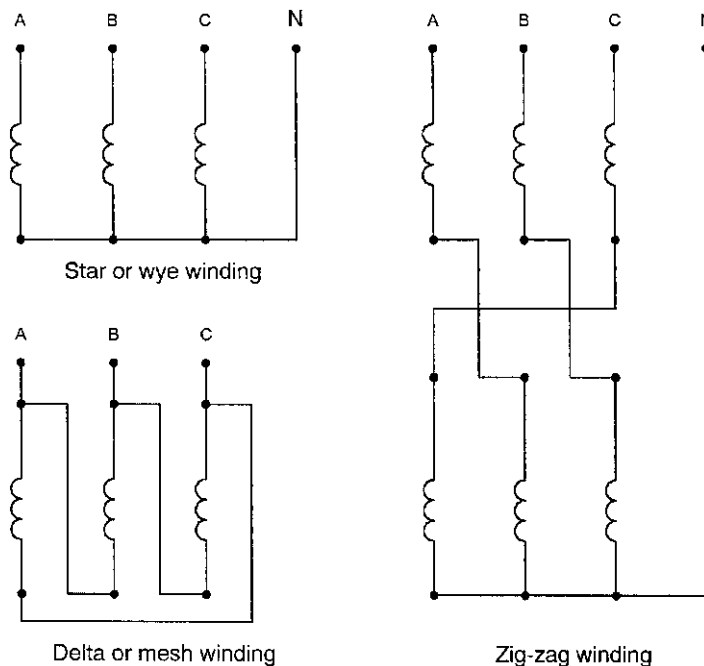 A B C N
Star or wye winding
A B C
Delta or mesh winding
A B C
Zig-zag winding